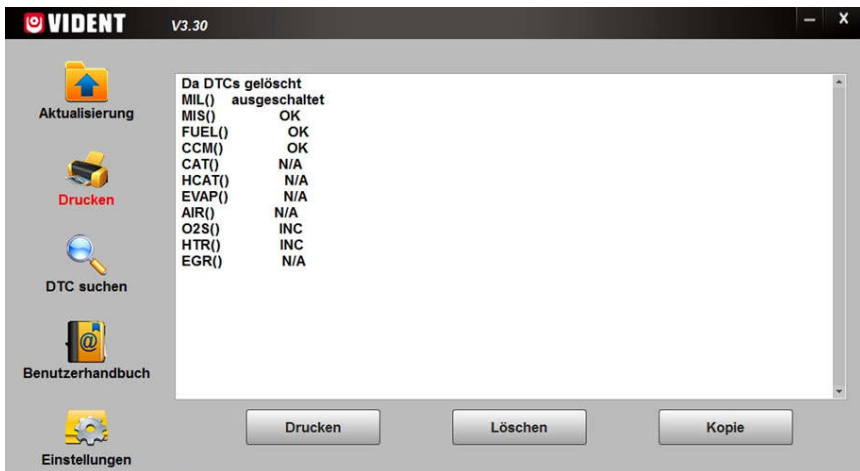 VIDENT V3.30
Aktualisierung
Drucken
DTC suchen
Benutzerhandbuch
Einstellungen
Da DTCs gelöscht
MIL() ausgeschaltet
MIS() OK
FUEL() OK
CCM() OK
CAT() N/A
HCAT() N/A
EVAP() N/A
AIR() N/A
O2S() INC
HTR() INC
EGR() N/A
Drucken Löschen Kopie